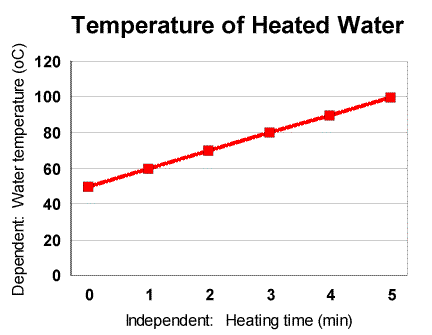 Temperature of Heated Water
Dependent:  Water temperature (oC)
120
100
80
60
40
20
0
0 1 2 3 4 5
Independent:   Heating time (min)